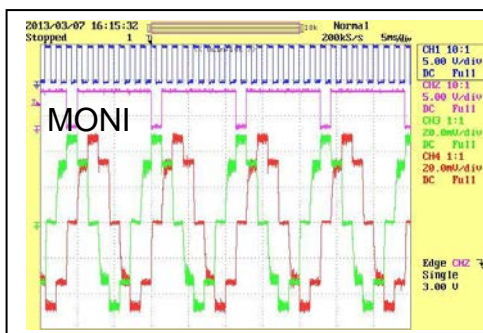 2013/03/07 16:15:32
Stopped 1
10k
Normal
200kS/s 5ms/div
CH1 10:1
5.00 V/div
DC Full
CH2 10:1
5.00 V/div
DC Full
CH3 1:1
20.0mV/div
DC Full
CH4 1:1
20.0mV/div
DC Full
MONI
Edge CH2
Single
3.00 V